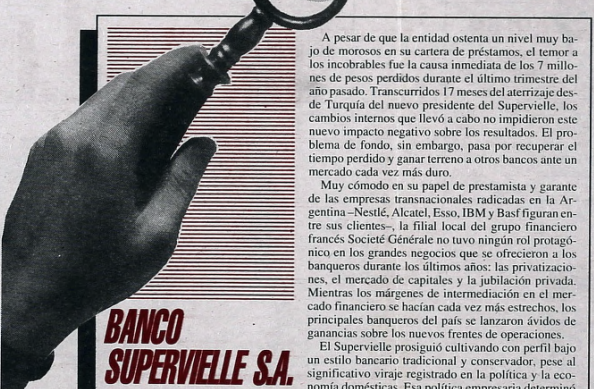 A pesar de que la entidad ostenta un nivel muy ba-
jo de morosos en su cartera de préstamos, el temor a
los incobrables fue la causa inmediata de los 7 millo-
nes de pesos perdidos durante el último trimestre del
año pasado. Transcurridos 17 meses del aterrizaje des-
de Turquía del nuevo presidente del Supervielle, los
cambios internos que llevó a cabo no impidieron este
nuevo impacto negativo sobre los resultados. El pro-
blema de fondo, sin embargo, pasa por recuperar el
tiempo perdido y ganar terreno a otros bancos ante un
mercado cada vez más duro.
Muy cómodo en su papel de prestamista y garante
de las empresas transnacionales radicadas en la Ar-
gentina –Nestlé, Alcatel, Esso, IBM y Basf figuran en-
tre sus clientes–, la filial local del grupo financiero
francés Societé Générale no tuvo ningún rol protagó-
nico en los grandes negocios que se ofrecieron a los
banqueros durante los últimos años: las privatizacio-
nes, el mercado de capitales y la jubilación privada.
Mientras los márgenes de intermediación en el mer-
cado financiero se hacían cada vez más estrechos, los
principales banqueros del país se lanzaron ávidos de
ganancias sobre los nuevos frentes de operaciones.
El Supervielle prosiguió cultivando con perfil bajo
un estilo bancario tradicional y conservador, pese al
significativo viraje registrado en la política y la eco-
nomía domésticas. Esa política empresaria determinó
BANCO
SUPERVIELLE S.A.